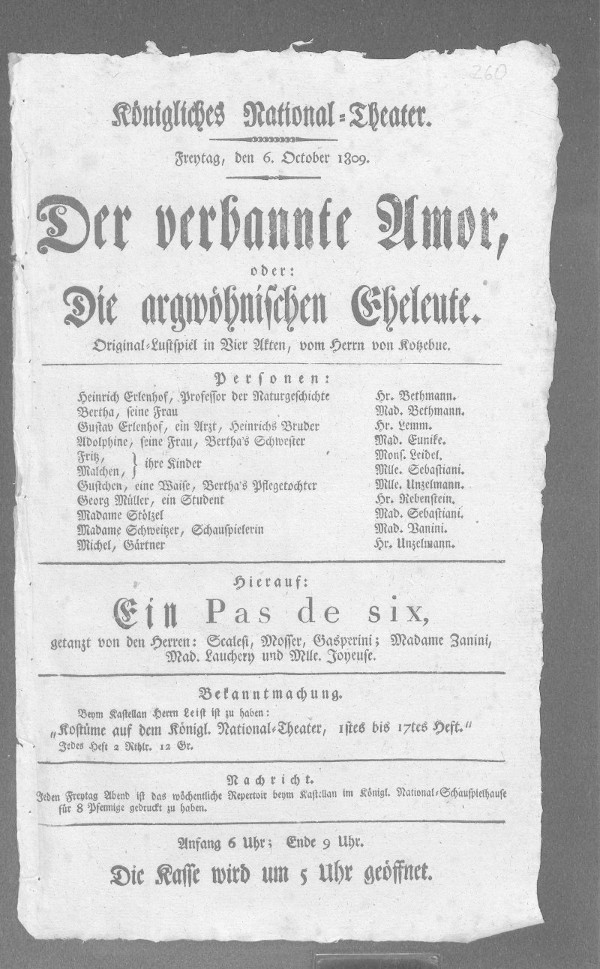 260
Königliches National-Theater.
Freytag, den 6. October 1809.
Der verbannte Amor,
oder:
Die argwöhnischen Eheleute.
Original-Lustspiel in Vier Akten, vom Herrn von Kotzebue.
Personen:
Heinrich Erlenhof, Professor der Naturgeschichte Hr. Bethmann.
Bertha, seine Frau Mad. Bethmann.
Gustav Erlenhof, ein Arzt, Heinrichs Bruder Hr. Lemm.
Adolphine, seine Frau, Bertha's Schwester Mad. Eunike.
Fritz, Mons. Leidel.
} ihre Kinder
Malchen, Mlle. Sebastiani.
Gustchen, eine Waise, Bertha's Pflegetochter Mlle. Unzelmann.
Georg Müller, ein Student Hr. Rebenstein.
Madame Stölzel Mad. Sebastiani.
Madame Schweitzer, Schauspielerin Mad. Vanini.
Michel, Gärtner Hr. Unzelmann.
Hierauf:
Ein Pas de six,
getanzt von den Herren: Scalesi, Mosser, Gasperini; Madame Zanini,
Mad. Lauchery und Mlle. Joyeuse.
Bekanntmachung.
Beym Kastellan Herrn Leist ist zu haben:
„Kostüme auf dem Königl. National-Theater, 1stes bis 17tes Heft.“
Jedes Heft 2 Rthlr. 12 Gr.
Nachricht.
Jeden Freytag Abend ist das wöchentliche Repertoir beym Kastellan im Königl. National-Schauspielhause
für 8 Pfennige gedruckt zu haben.
Anfang 6 Uhr; Ende 9 Uhr.
Die Kasse wird um 5 Uhr geöffnet.